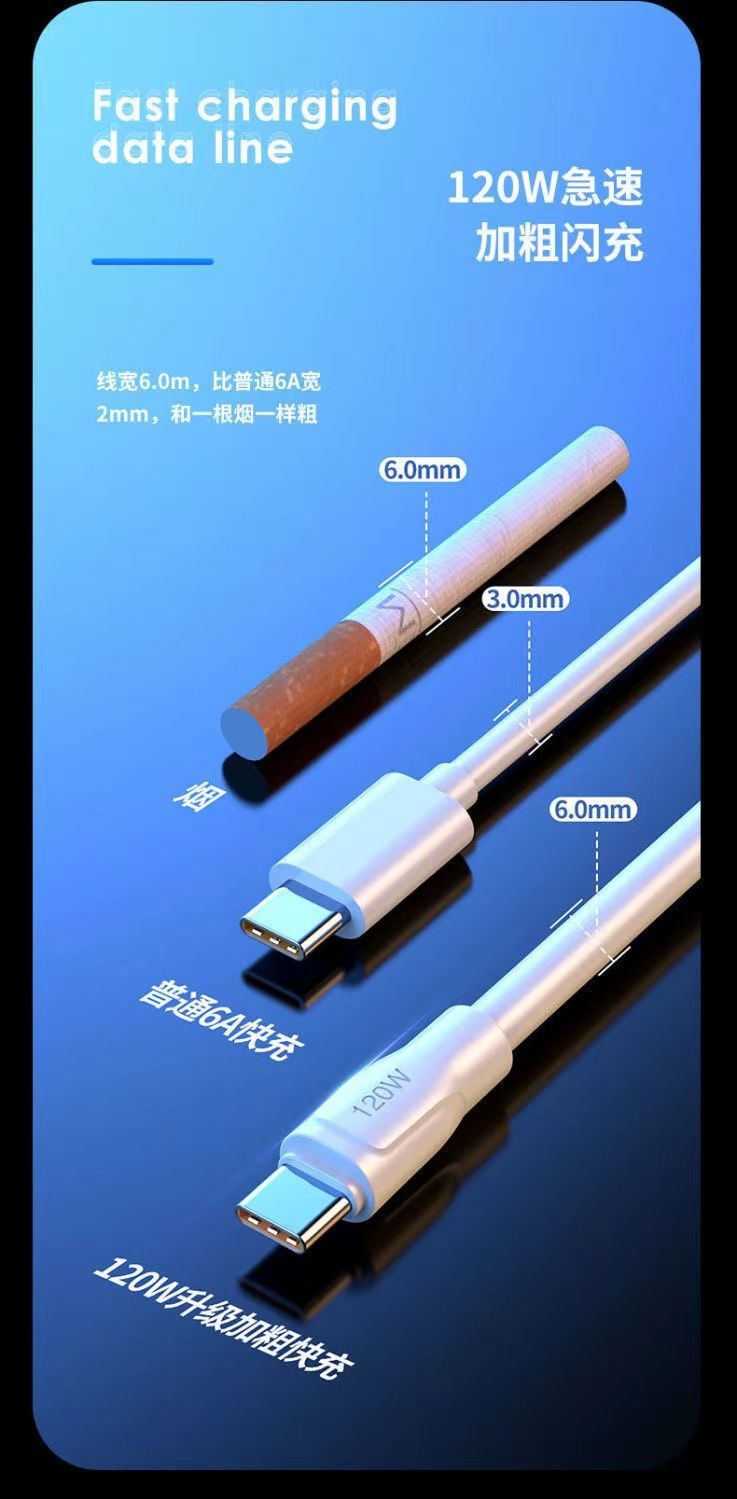 Fast charging
data line
120W急速
加粗闪充
线宽6.0m，比普通6A宽
2mm，和一根烟一样粗
6.0mm
3.0mm
烟
6.0mm
普通6A快充
120W
120W升级加粗快充